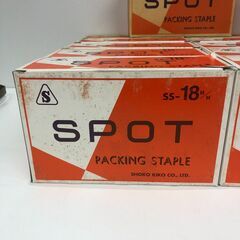 SPOT
PACKING STAPLE
S
SS-18㎜
SPOT
PACKING STAPLE
SHOKO KIKO CO., LTD.